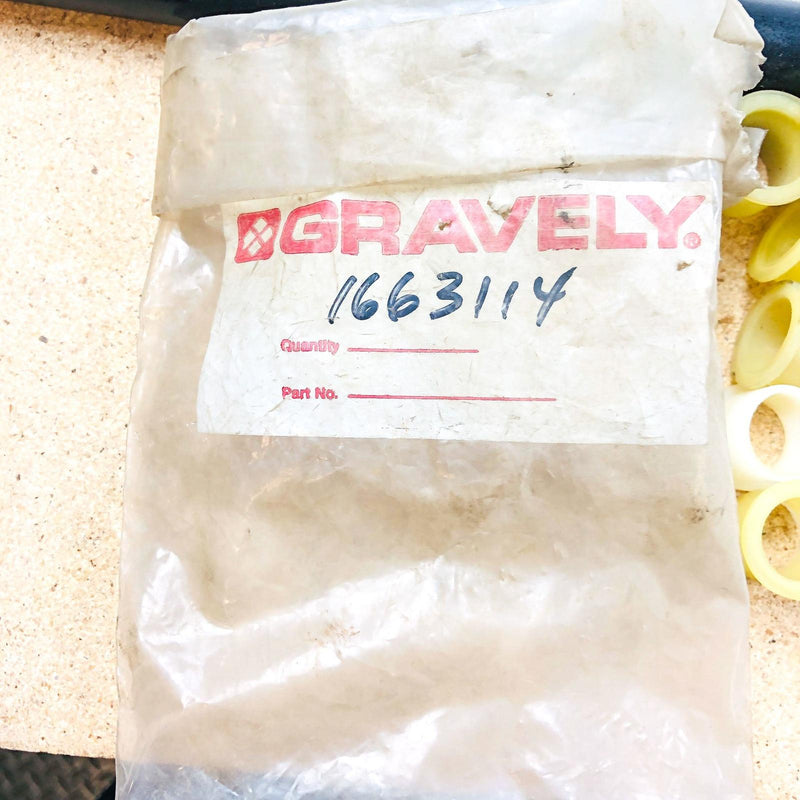 GRAVELY®
1663114
Quantity
Part No.